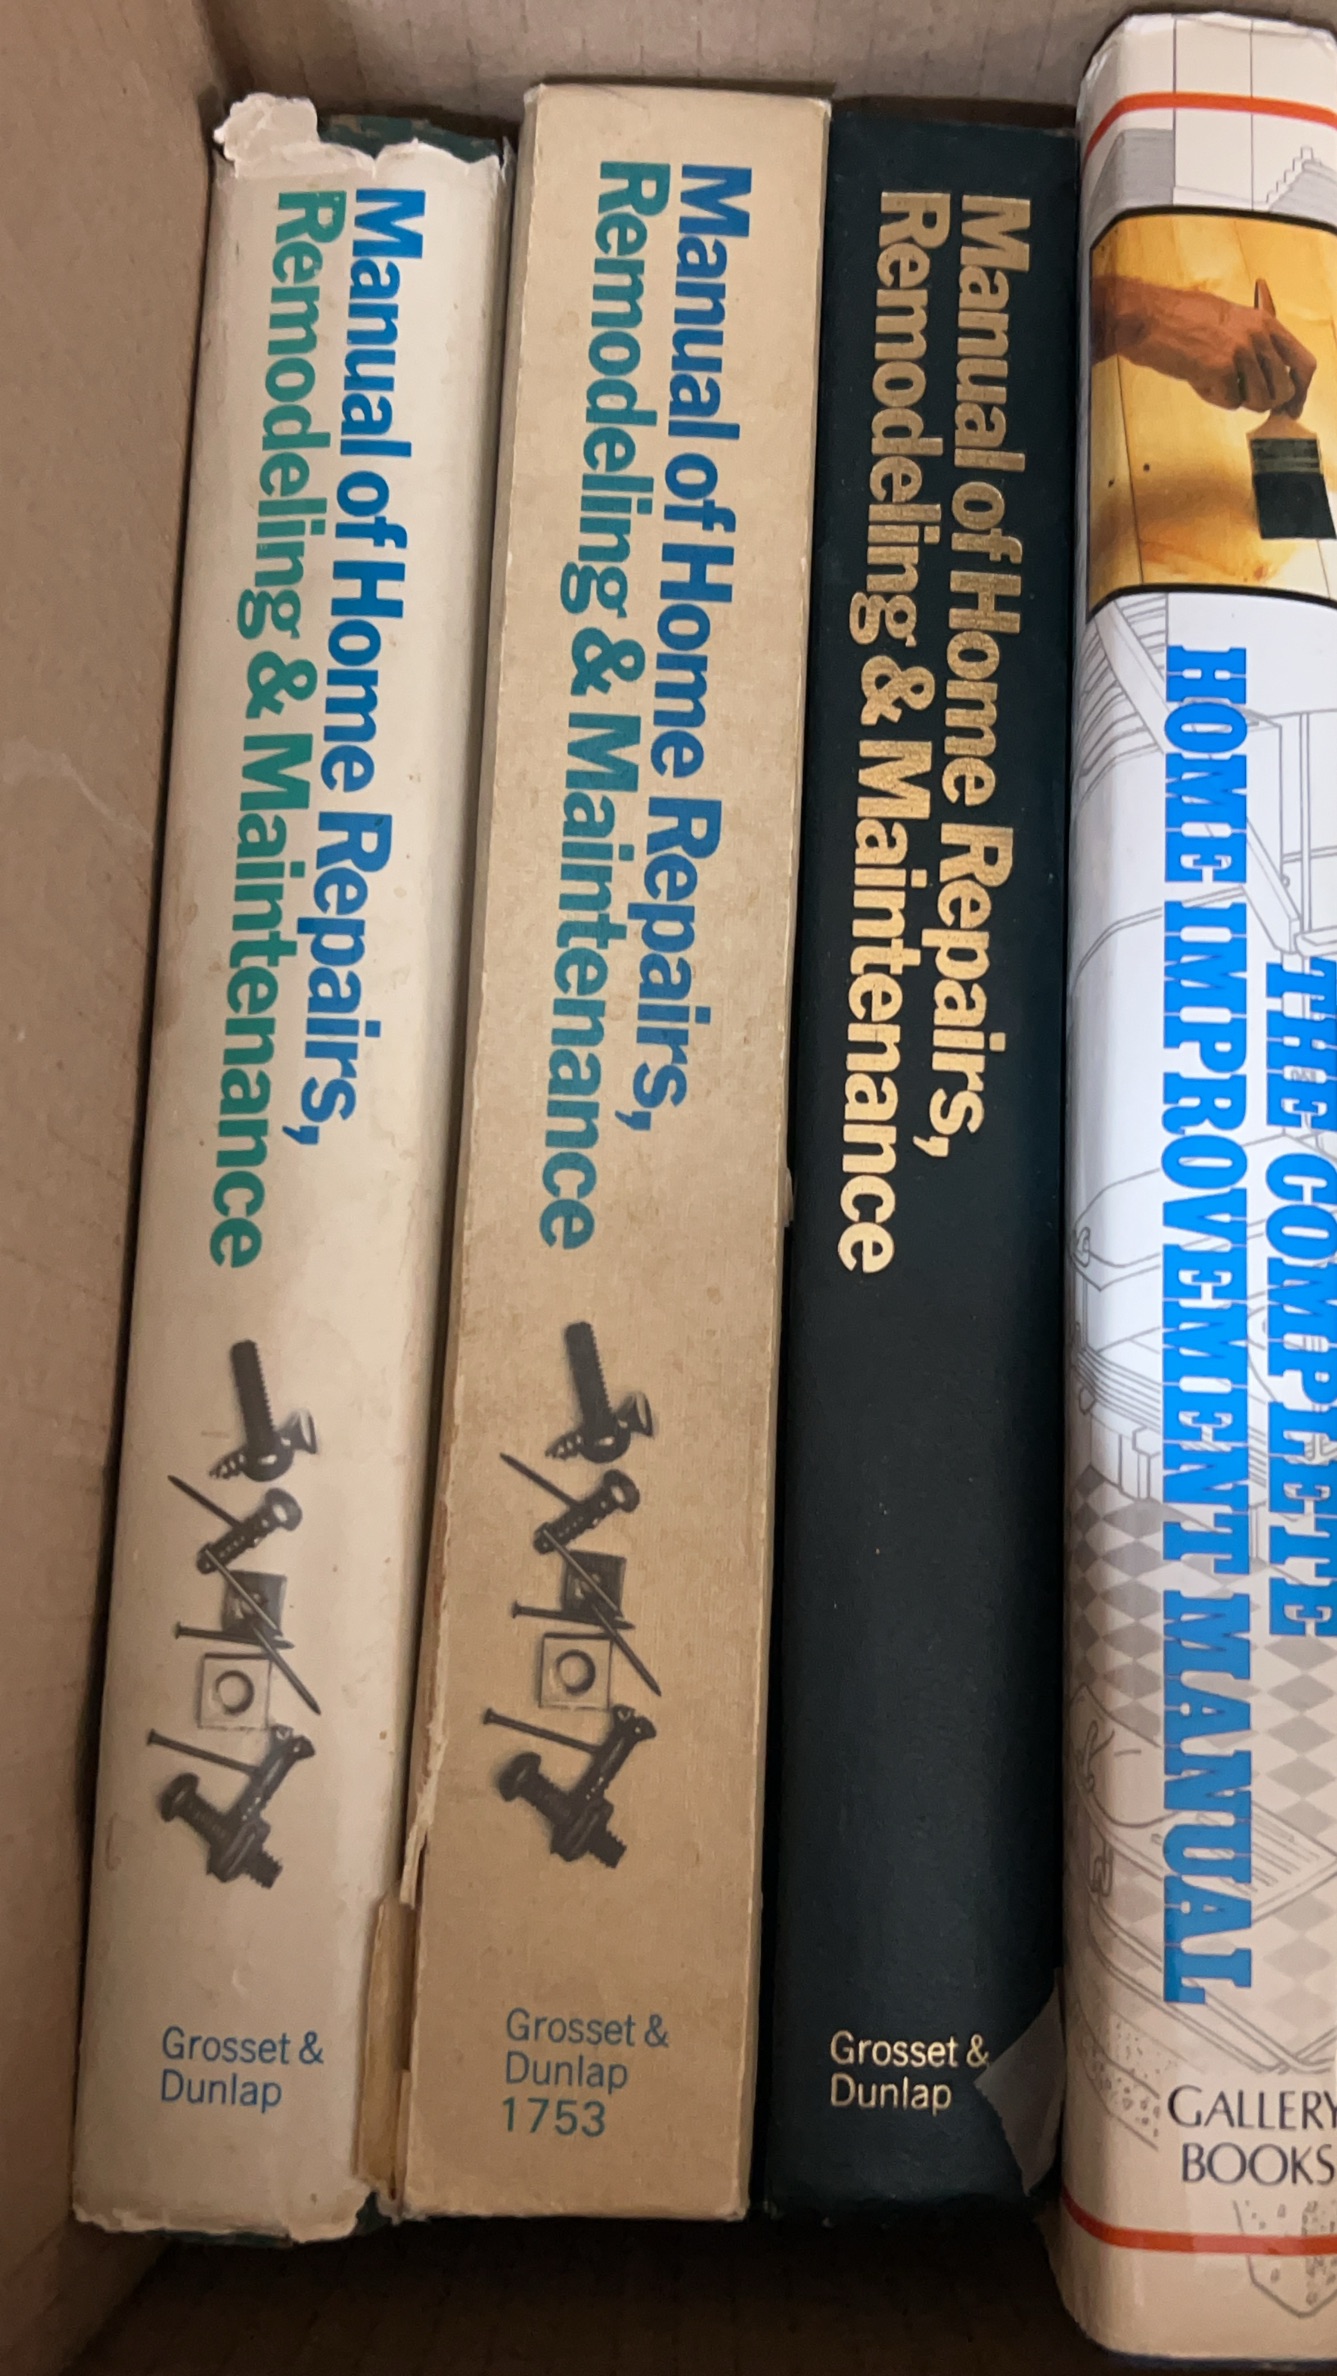 Manual of Home Repairs,
Remodeling & Maintenance
Grosset &
Dunlap
Manual of Home Repairs,
Remodeling & Maintenance
Grosset &
Dunlap
1753
Manual of Home Repairs,
Remodeling & Maintenance
Grosset &
Dunlap
THE COMPLETE
HOME IMPROVEMENT MANUAL
GALLERY
BOOKS